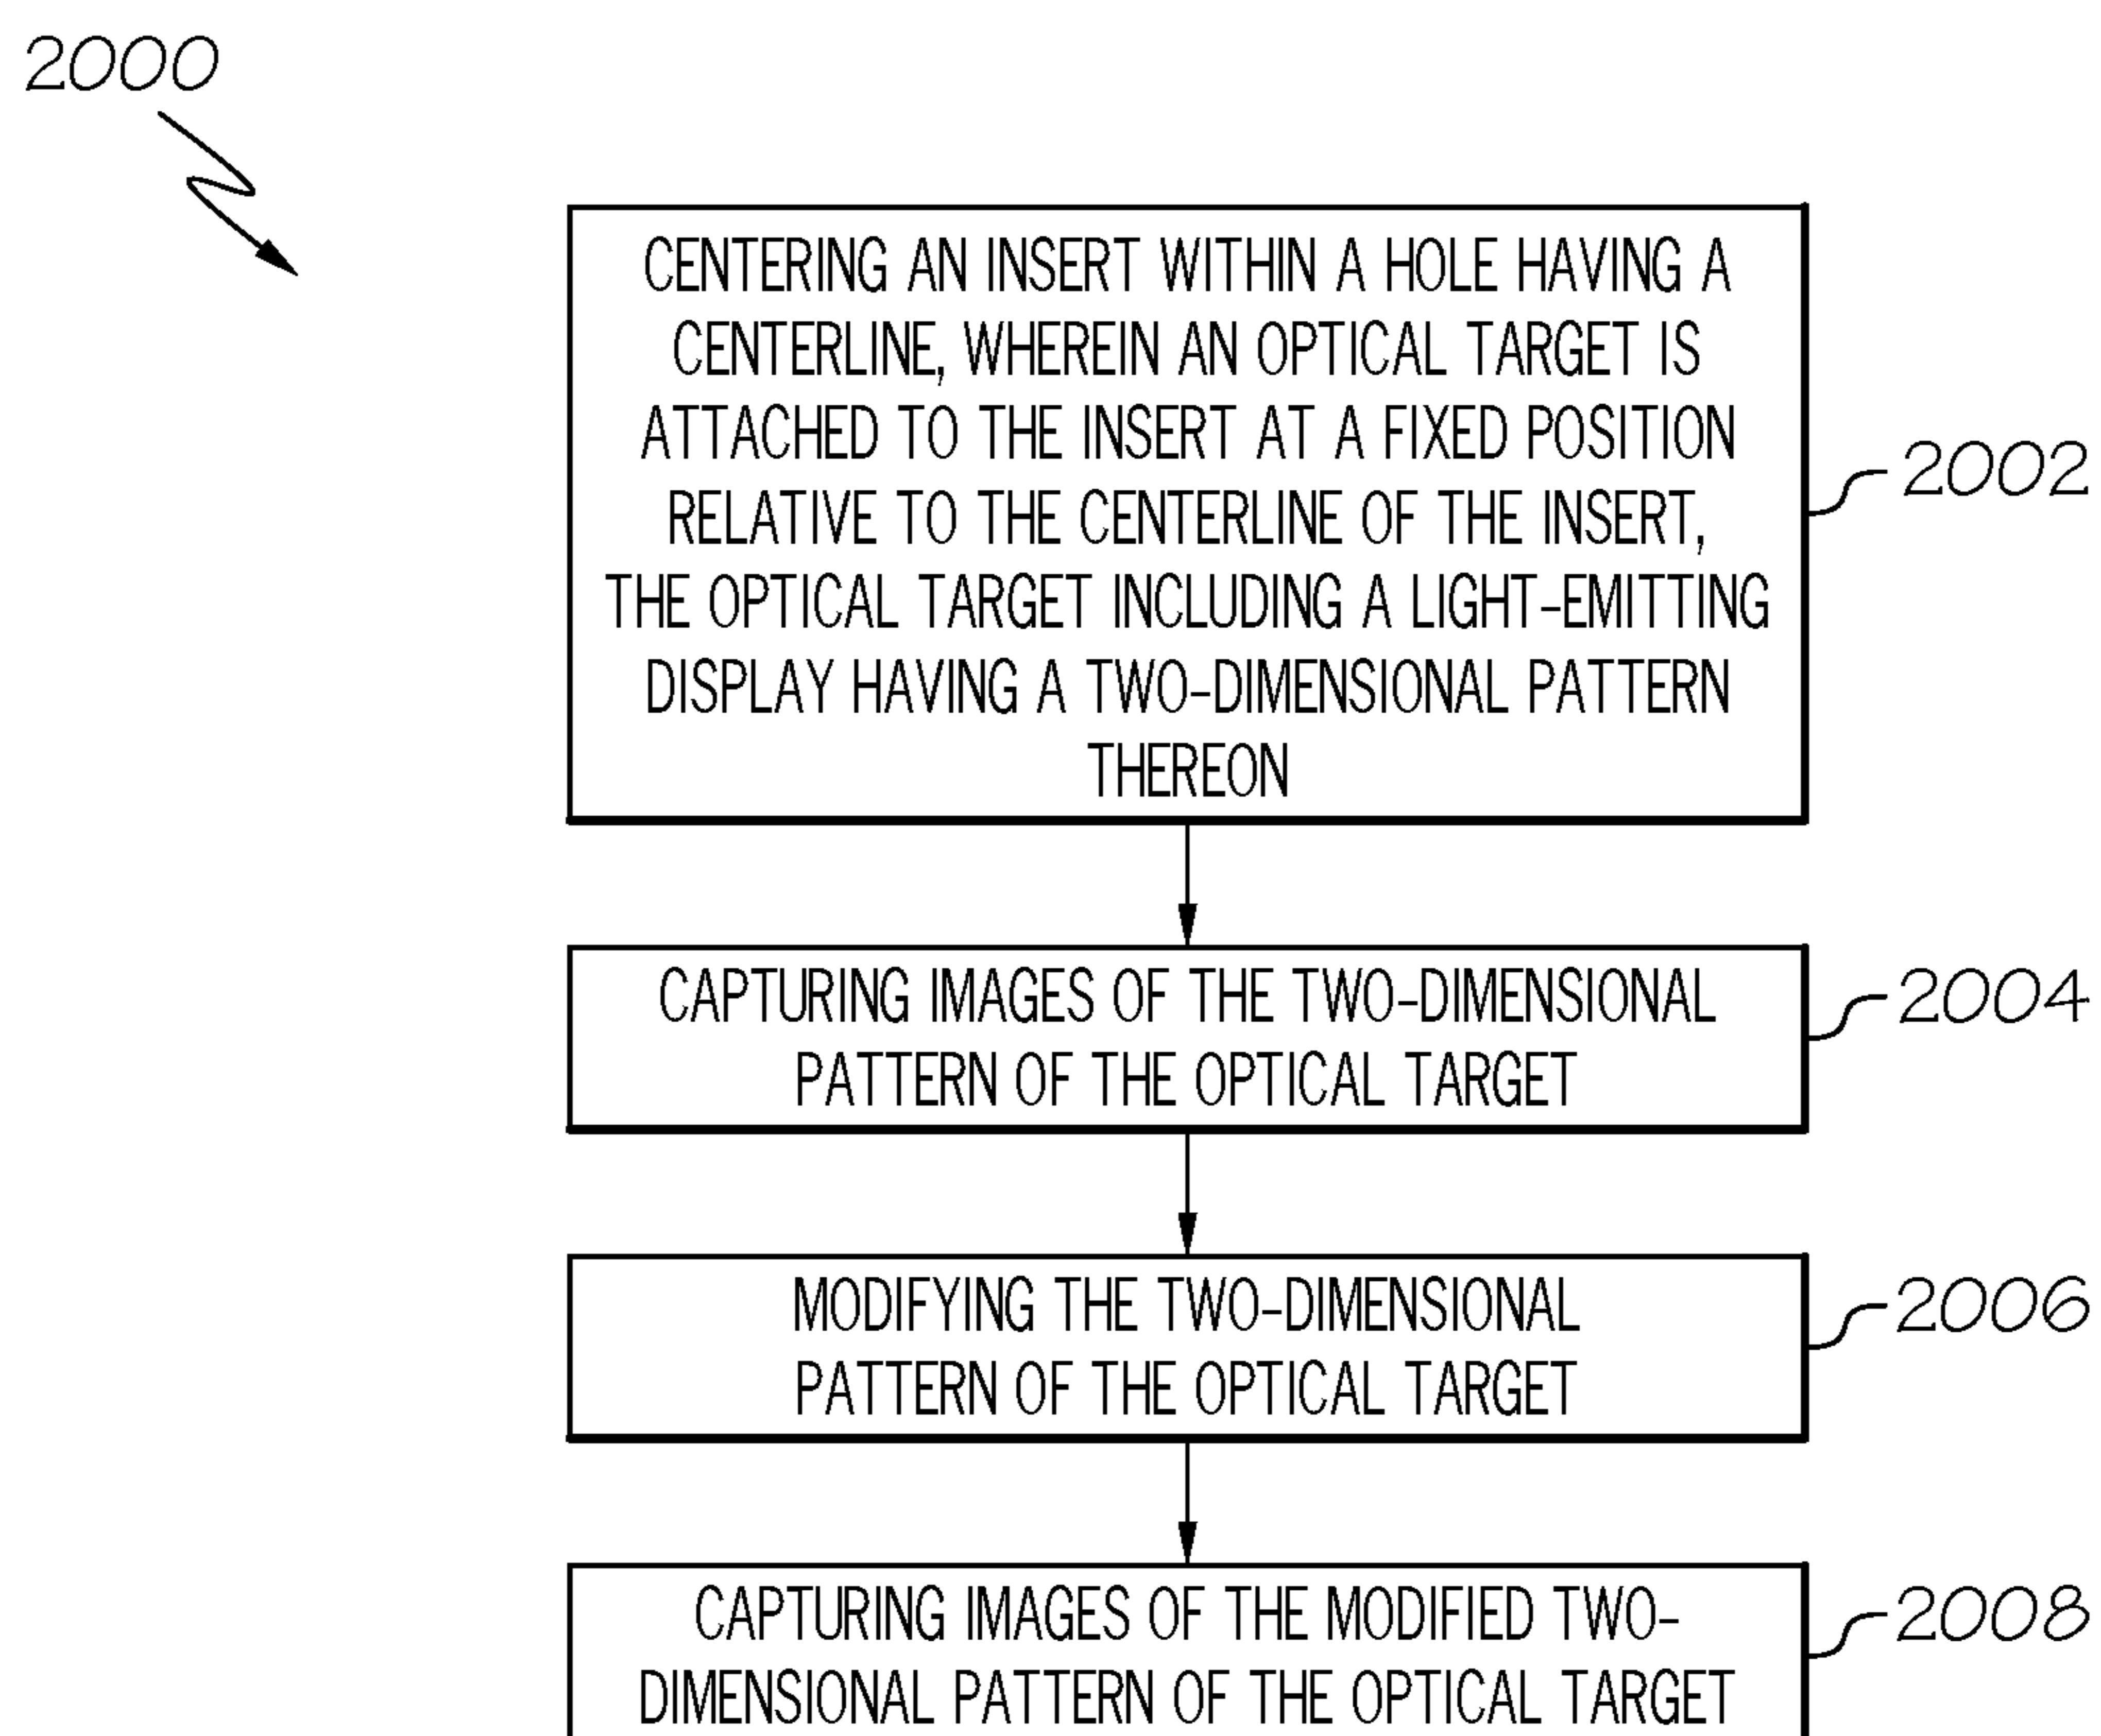 2000
CENTERING AN INSERT WITHIN A HOLE HAVING A
CENTERLINE, WHEREIN AN OPTICAL TARGET IS
ATTACHED TO THE INSERT AT A FIXED POSITION
RELATIVE TO THE CENTERLINE OF THE INSERT,
THE OPTICAL TARGET INCLUDING A LIGHT-EMITTING
DISPLAY HAVING A TWO-DIMENSIONAL PATTERN
THEREON
2002
CAPTURING IMAGES OF THE TWO-DIMENSIONAL
PATTERN OF THE OPTICAL TARGET
2004
MODIFYING THE TWO-DIMENSIONAL
PATTERN OF THE OPTICAL TARGET
2006
CAPTURING IMAGES OF THE MODIFIED TWO-
DIMENSIONAL PATTERN OF THE OPTICAL TARGET
2008